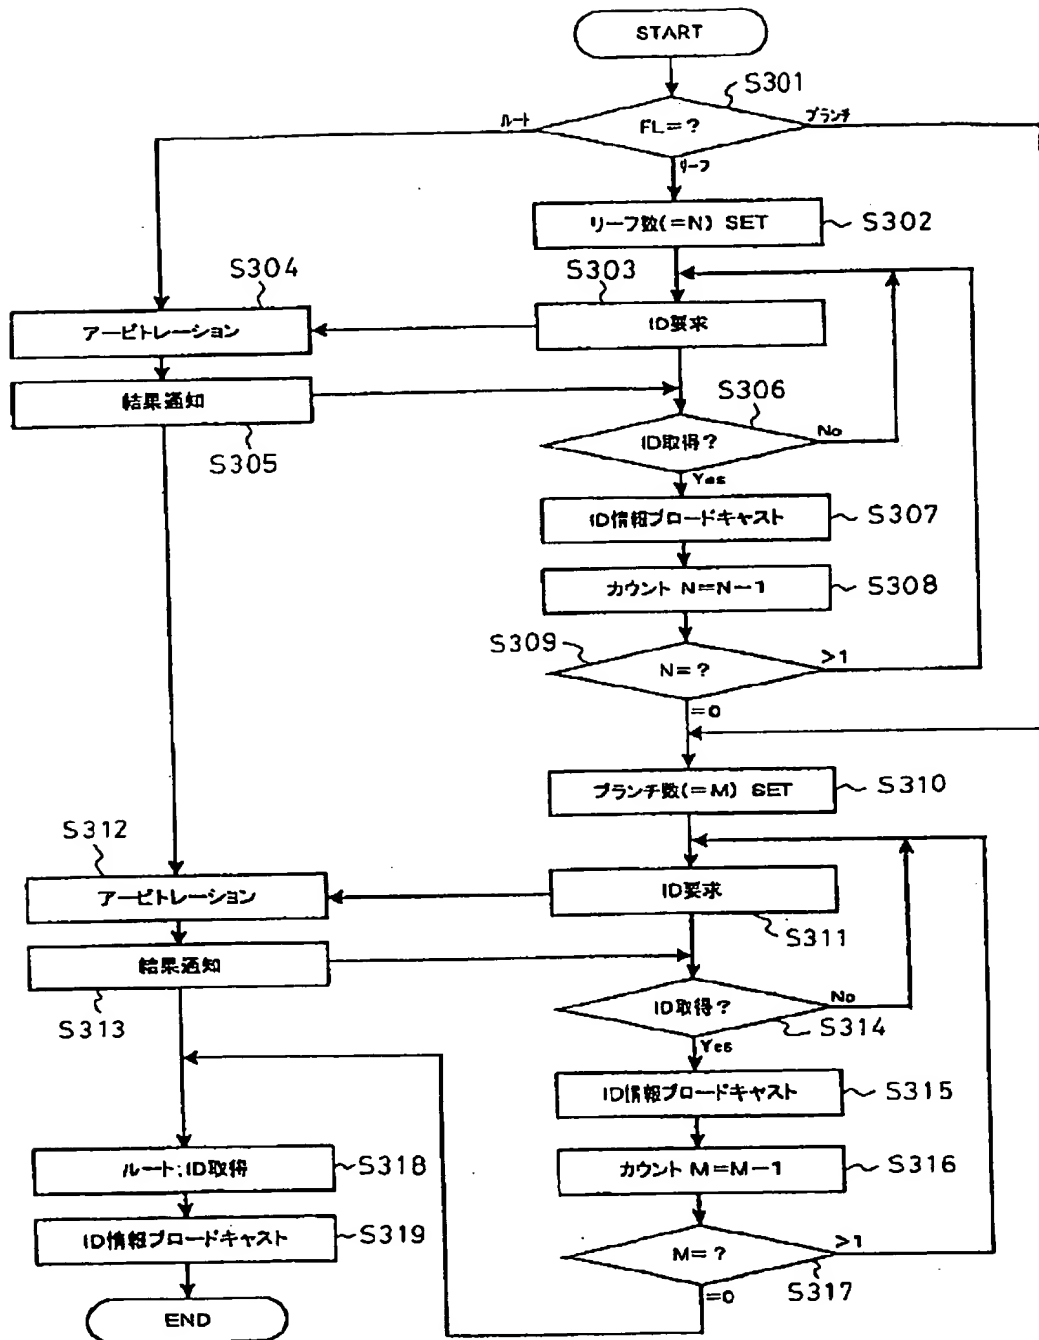 START
S301
ルート
FL=?
ブランチ
リーフ
リーフ数(=N) SET
S302
S304
S303
アービトレーション
ID要求
結果通知
S305
S306
ID取得?
No
Yes
ID情報ブロードキャスト
S307
カウント N=N-1
S308
S309
N=?
>1
=0
ブランチ数(=M) SET
S310
S312
アービトレーション
ID要求
S311
結果通知
S313
ID取得?
No
S314
Yes
ID情報ブロードキャスト
S315
カウント M=M-1
S316
ルート;ID取得
S318
ID情報ブロードキャスト
S319
M=?
>1
S317
=0
END